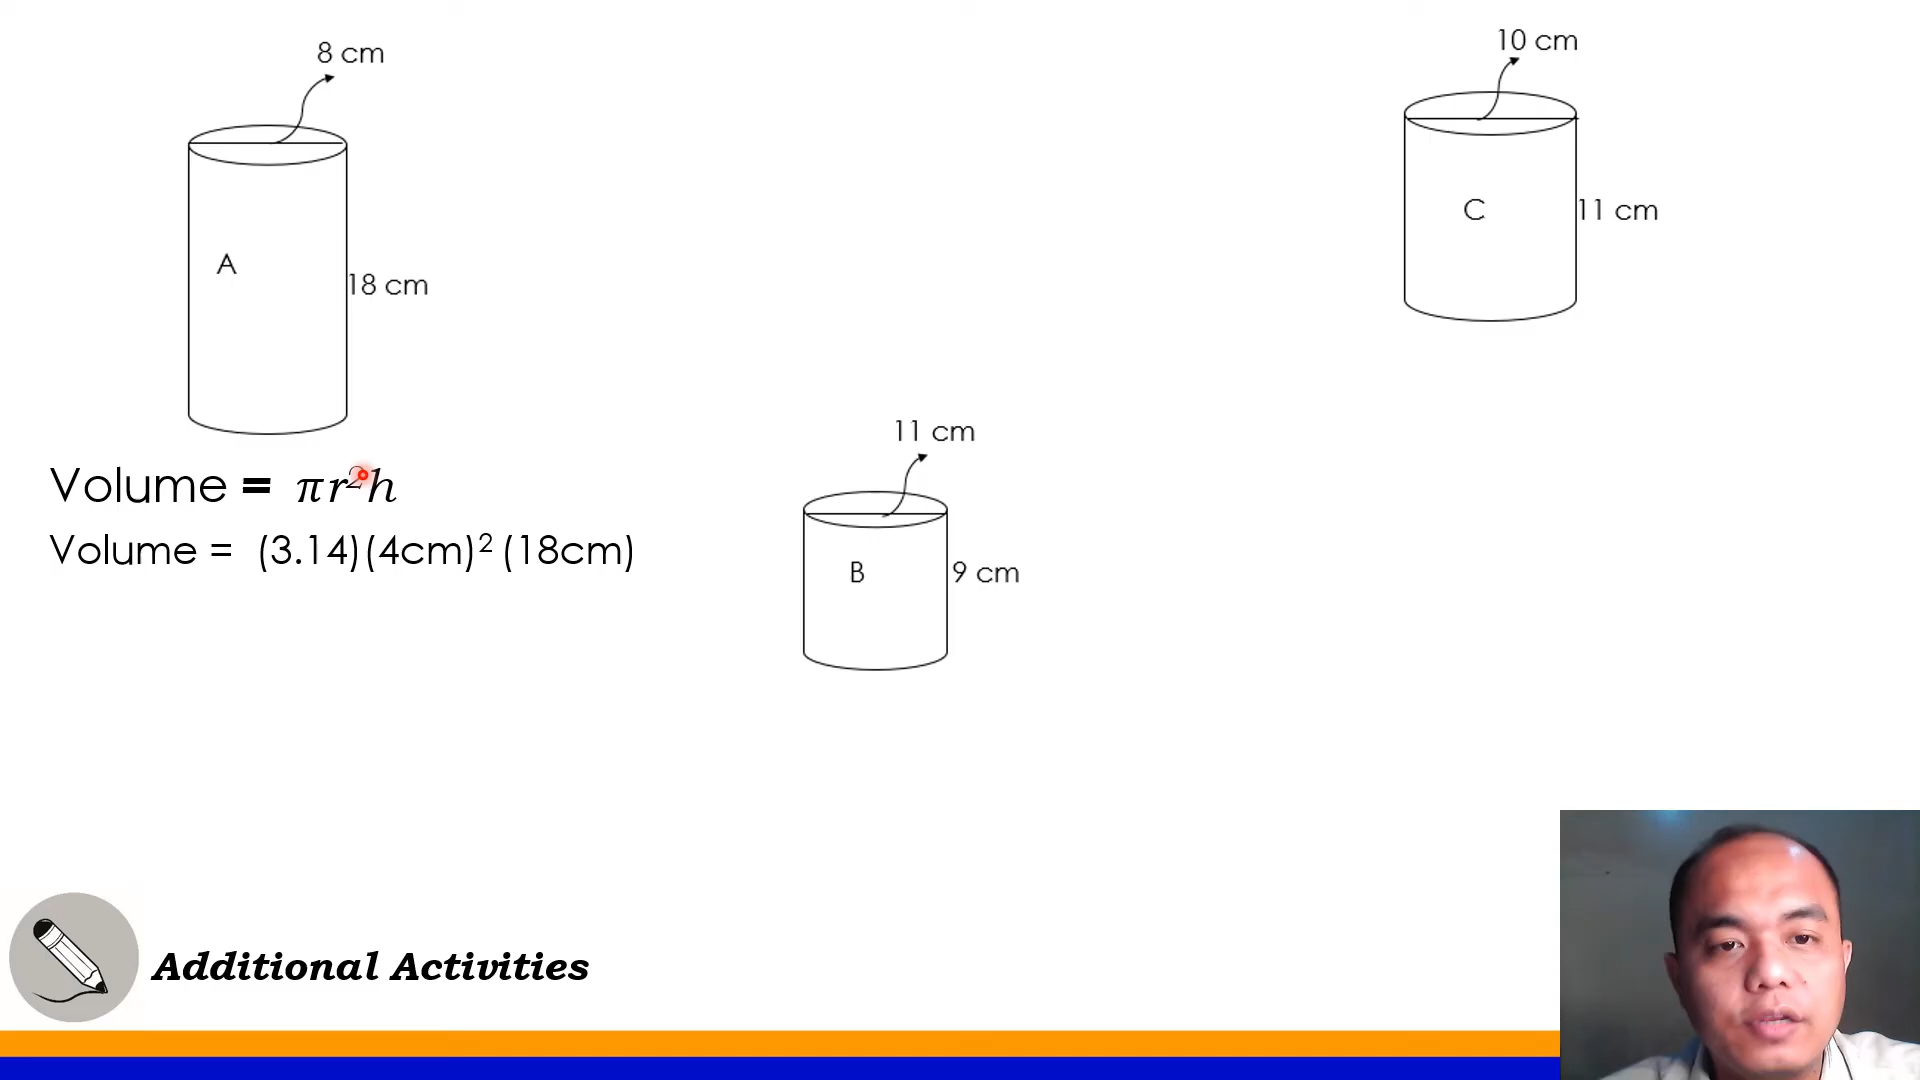 8 cm
A
18 cm
Volume = πr²h
Volume = (3.14)(4cm)² (18cm)
11 cm
B
9 cm
10 cm
C
11 cm
Additional Activities